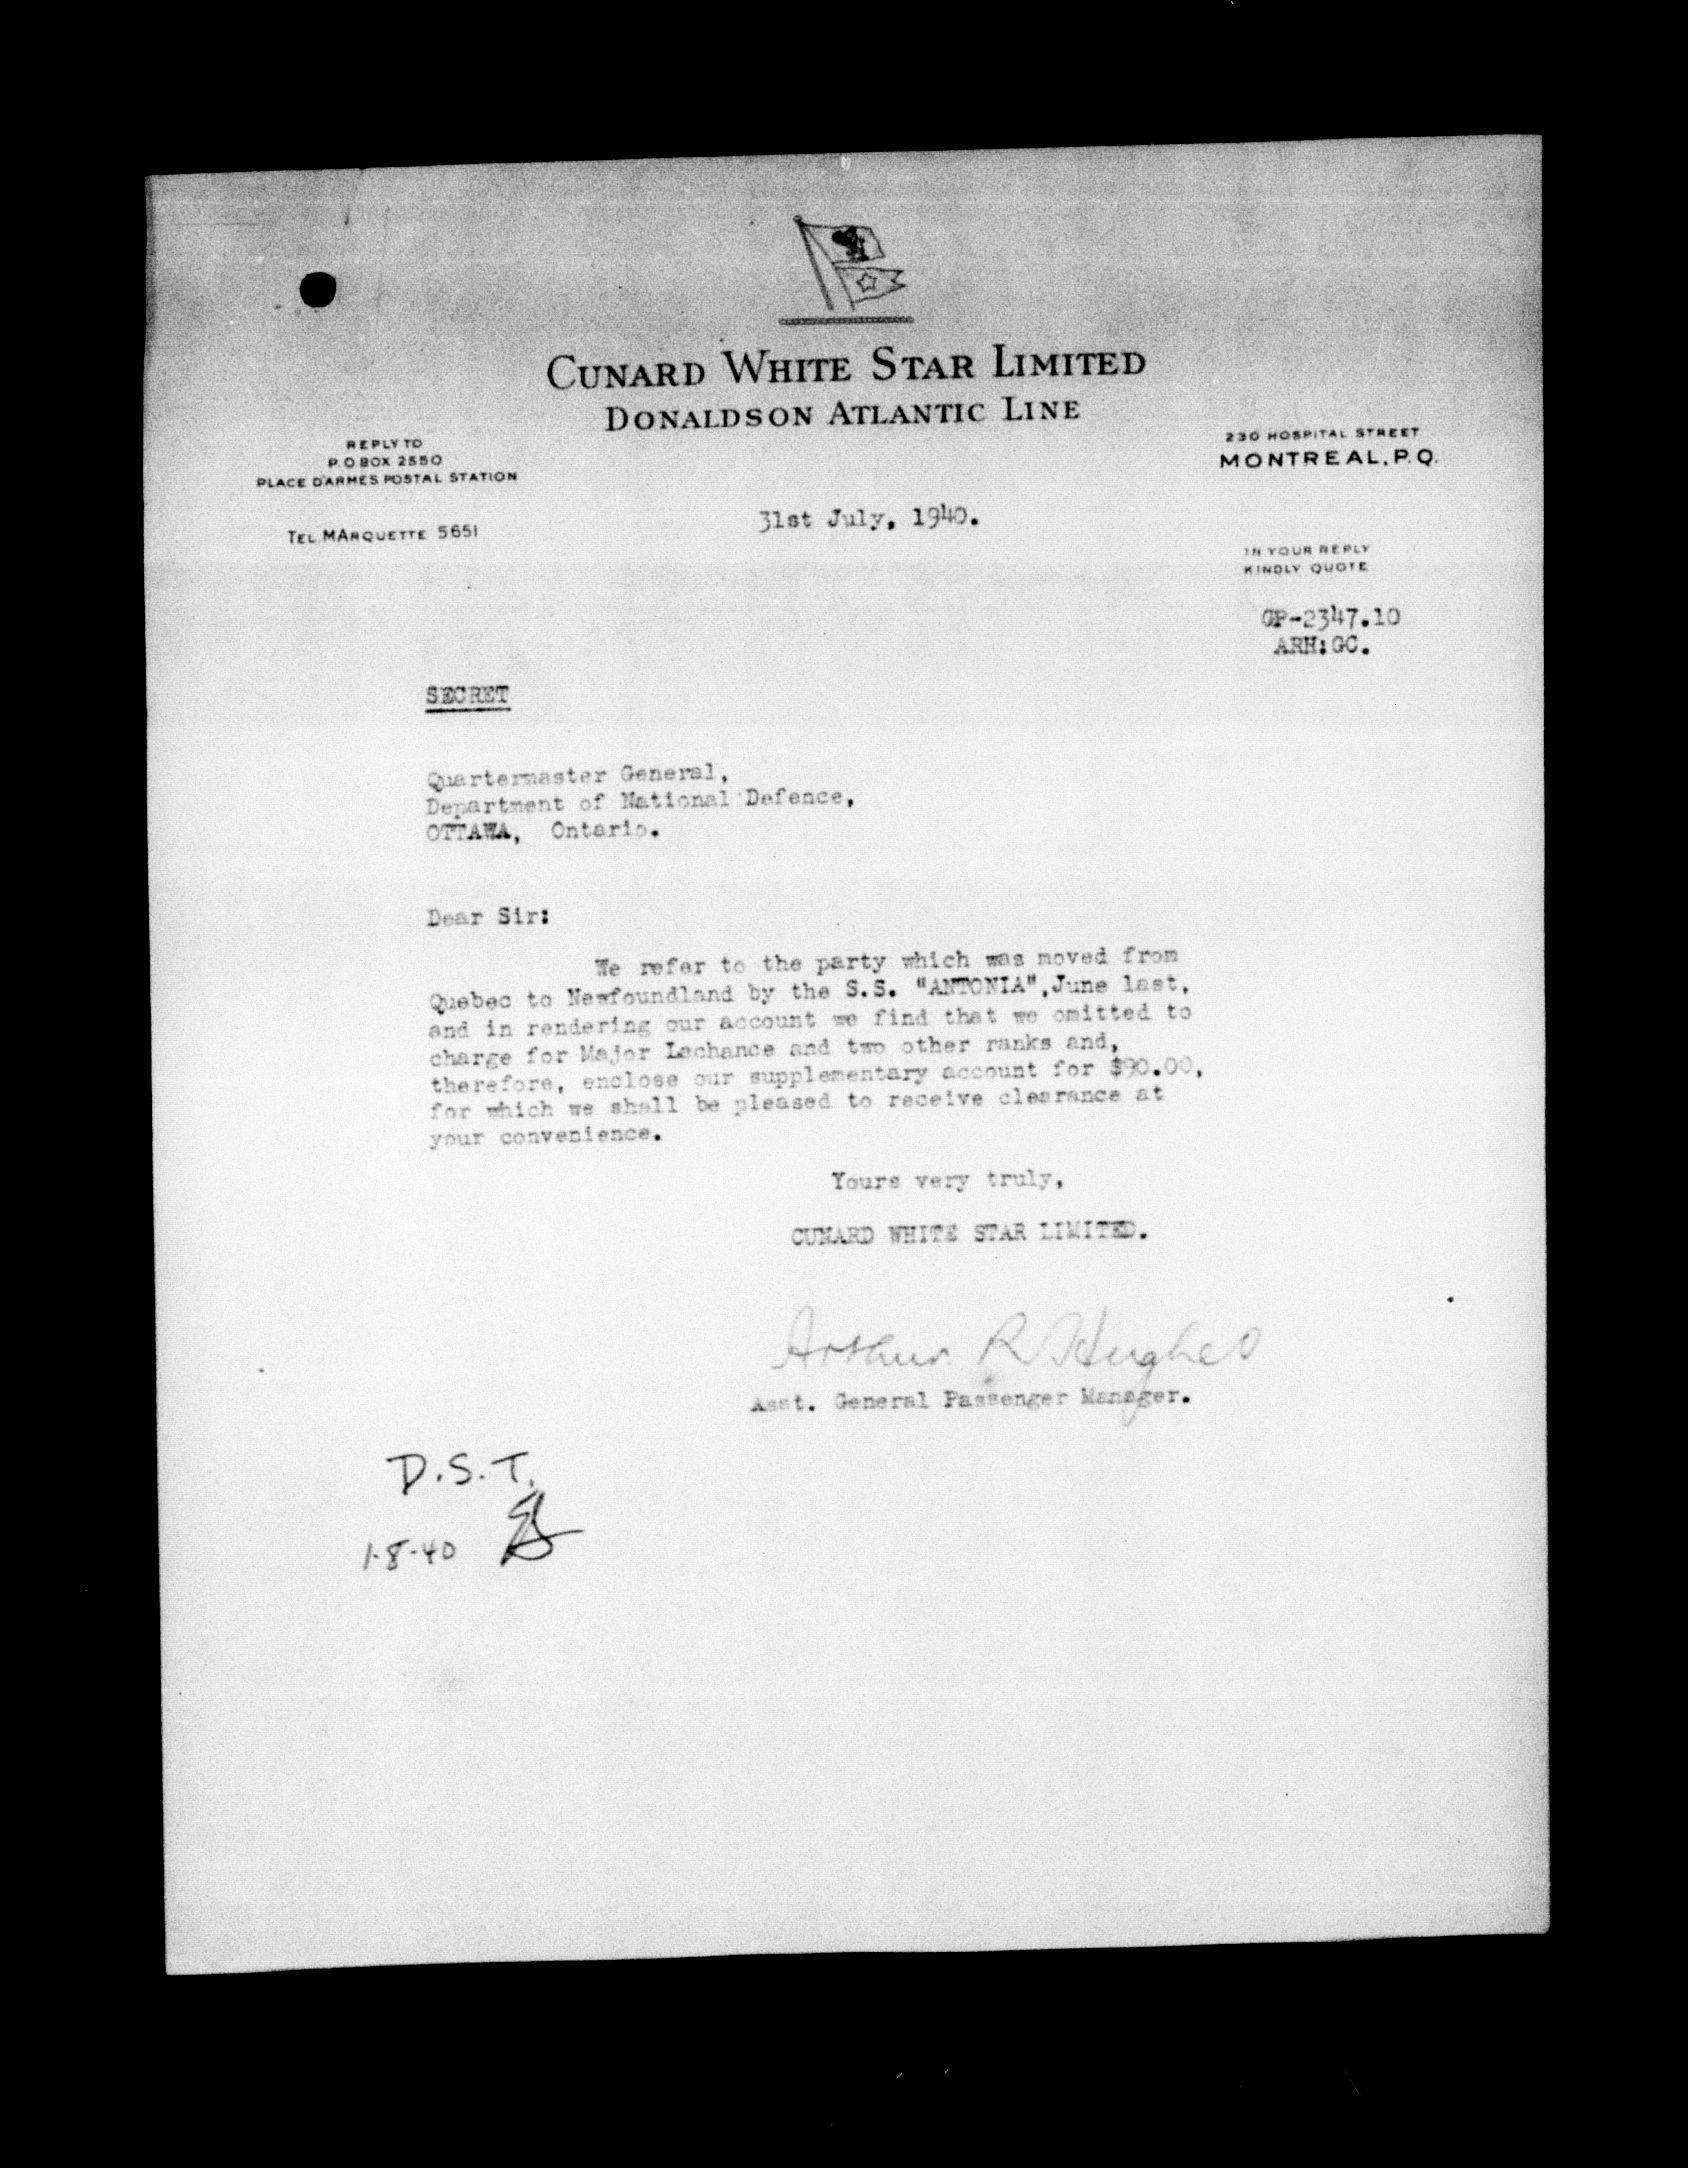 CUNARD WHITE STAR LIMITED
DONALDSON ATLANTIC LINE
REPLY TO
P.O BOX 2550
PLACE D'ARMES POSTAL STATION
TEL. MARQUETTE 5651
230 HOSPITAL STREET
MONTREAL, P.Q.
31st July, 1940.
IN YOUR REPLY
KINDLY QUOTE
GP-2347.10
ARH:GC.
SECRET
Quartermaster General,
Department of National Defence,
OTTAWA, Ontario.
Dear Sir:
We refer to the party which was moved from
Quebec to Newfoundland by the S.S. "ANTONIA",June last,
and in rendering our account we find that we omitted to
charge for Major Lachance and two other ranks and,
therefore, enclose our supplementary account for $90.00,
for which we shall be pleased to receive clearance at
your convenience.
Yours very truly,
CUNARD WHITE STAR LIMITED.
Arthur R Hughes
Asst. General Passenger Manager.
D.S.T.
1-8-40